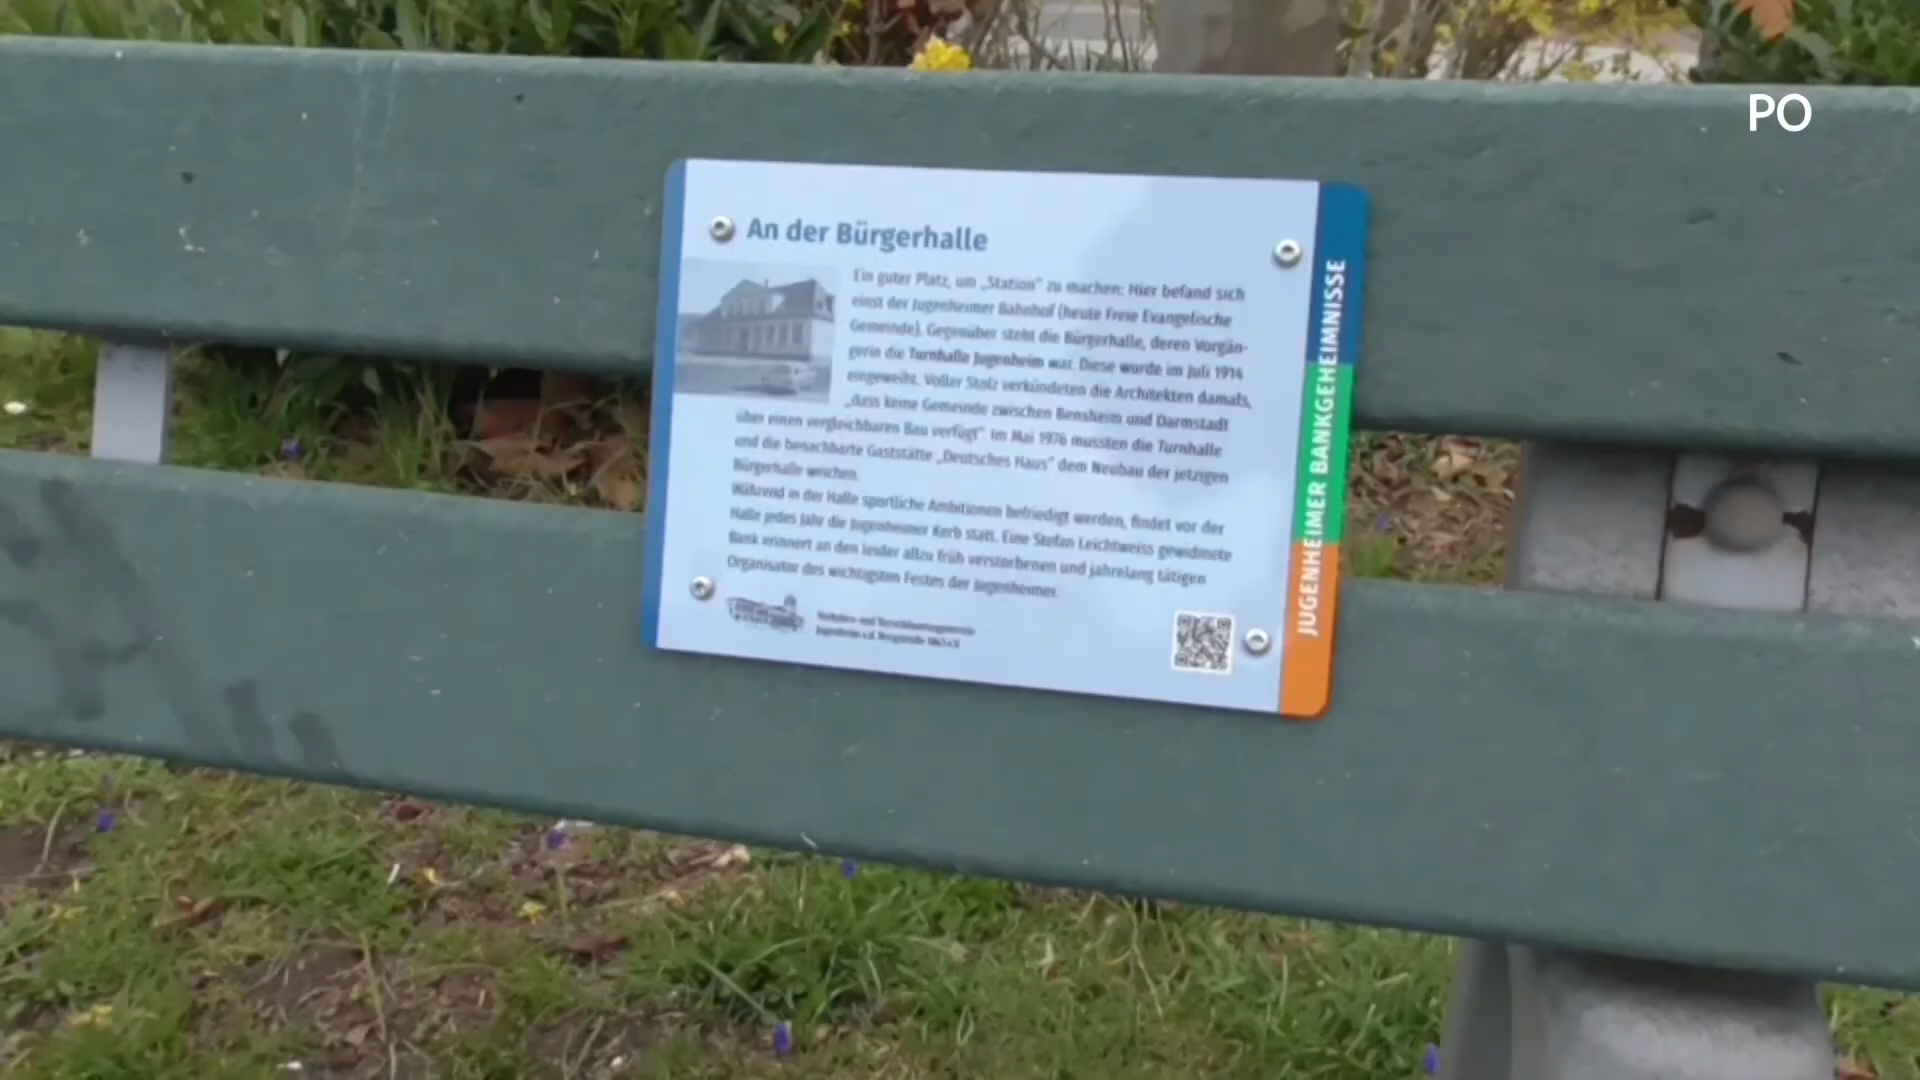 PO
An der Bürgerhalle
Ein guter Platz, um „Station“ zu machen: Hier befand sich
einst der Jugenheimer Bahnhof (heute Freie Evangelische
Gemeinde). Gegenüber steht die Bürgerhalle, deren Vorgän-
gerin die Turnhalle Jugenheim war. Diese wurde im Juli 1914
eingeweiht. Voller Stolz verkündeten die Architekten damals,
„dass keine Gemeinde zwischen Bensheim und Darmstadt
über einen vergleichbaren Bau verfügt“. Im Mai 1976 mussten die Turnhalle
und die benachbarte Gaststätte „Deutsches Haus“ dem Neubau der jetzigen
Bürgerhalle weichen.
Während in der Halle sportliche Ambitionen befriedigt werden, findet vor der
Halle jedes Jahr die Jugenheimer Kerb statt. Eine Stefan Leichtweiss gewidmete
Bank erinnert an den leider allzu früh verstorbenen und jahrelang tätigen
Organisator des wichtigsten Festes der Jugenheimer.
Verkehrs- und Verschönerungsverein
Jugenheim a.d. Bergstraße 1863 e.V.
JUGENHEIMER BANKGEHEIMNISSE